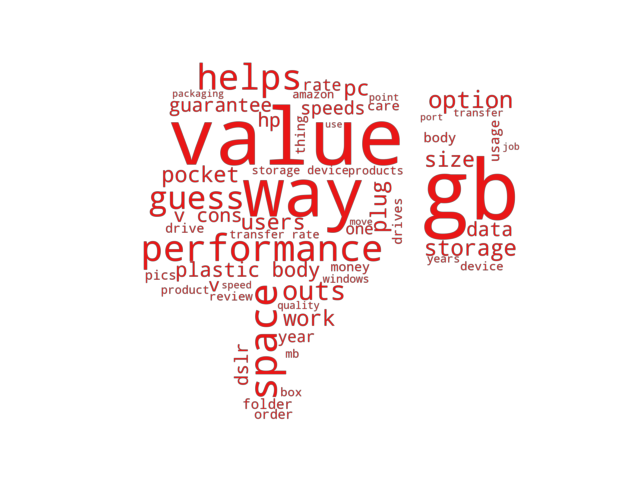 helps
rate
pc
packaging
amazon
point
guarantee
hp
speeds
care
option
port
transfer
value
thing
use
body
usage
job
pocket
storage device
products
size
guess
way
plug
drives
gb
v cons
users
move
one
drive
transfer rate
data
performance
storage
years
device
pics
plastic body
money
windows
product
v
speed
review
space
outs
quality
work
year
mb
dslr
box
folder
order